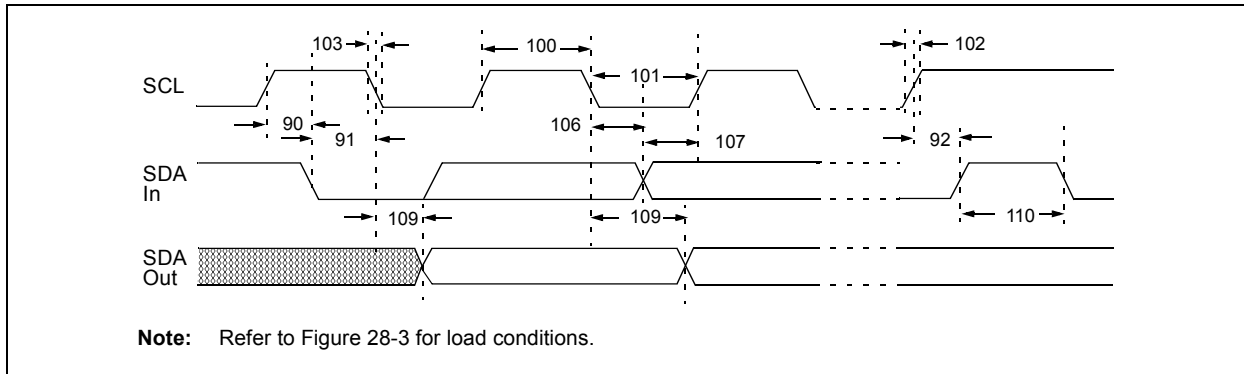 103 100 102
SCL 101
90 106
91 107 92
SDA
In
109 109 110
SDA
Out
Note: Refer to Figure 28-3 for load conditions.